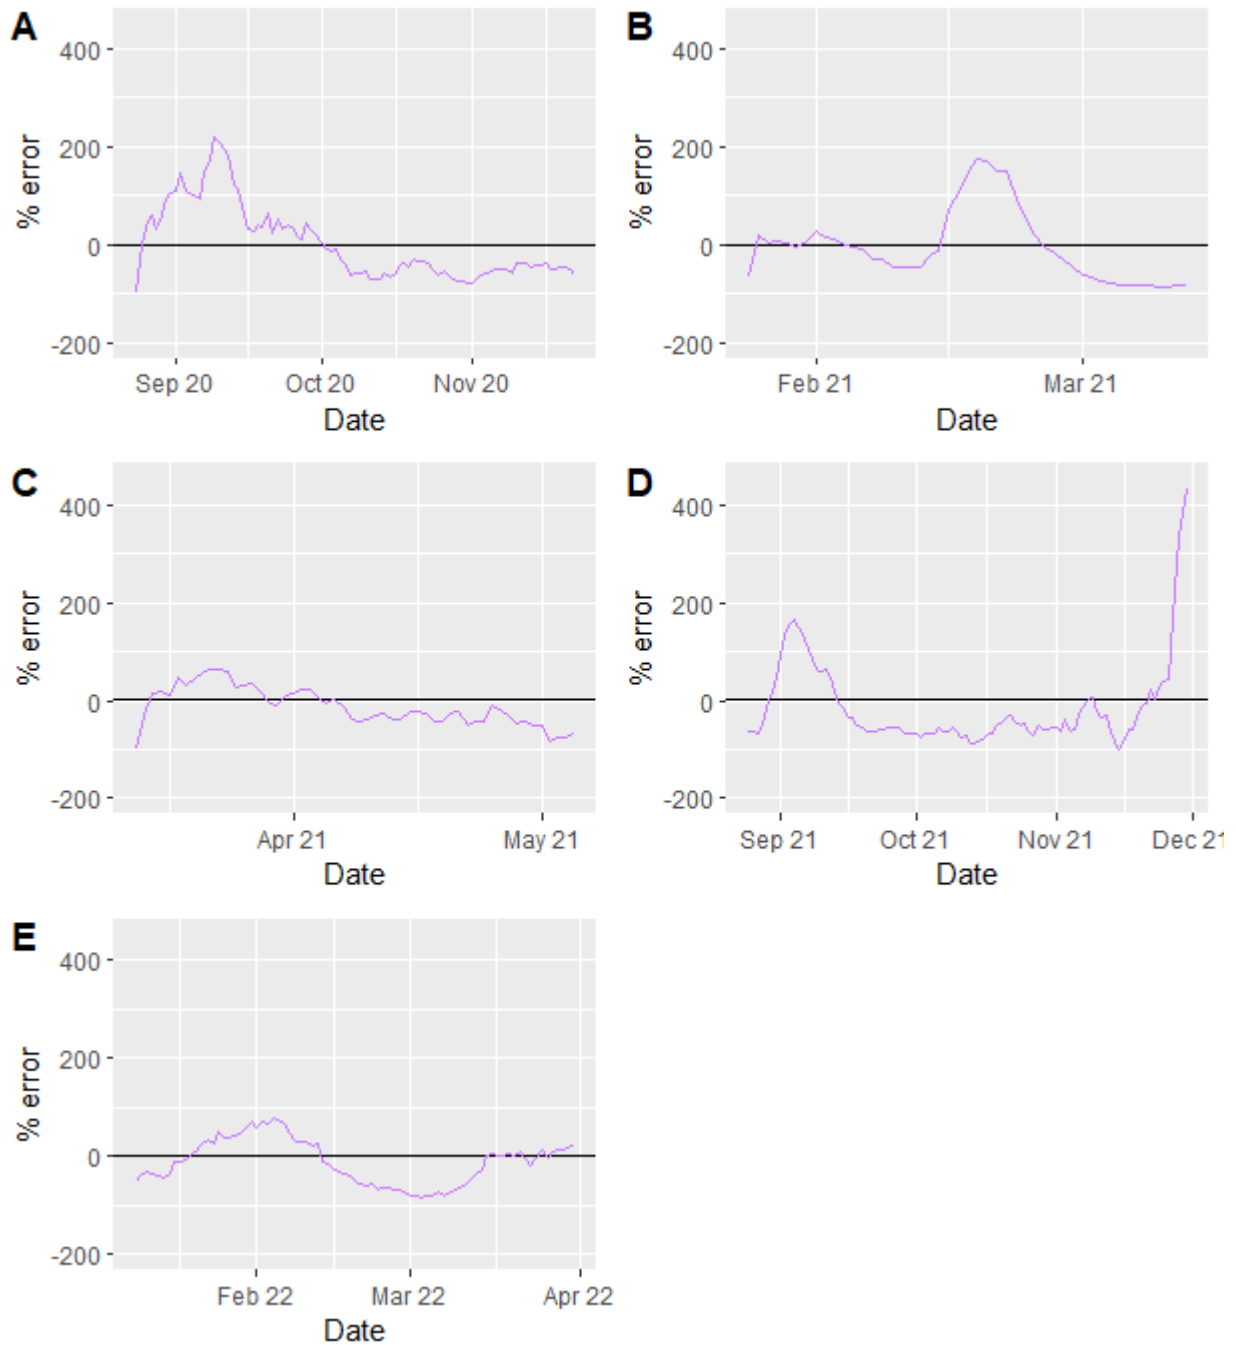 A
% error
400
200
0
-200
Sep 20 Oct 20 Nov 20
Date
B
% error
400
200
0
-200
Feb 21 Mar 21
Date
C
% error
400
200
0
-200
Apr 21 May 21
Date
D
% error
400
200
0
-200
Sep 21 Oct 21 Nov 21 Dec 21
Date
E
% error
400
200
0
-200
Feb 22 Mar 22 Apr 22
Date